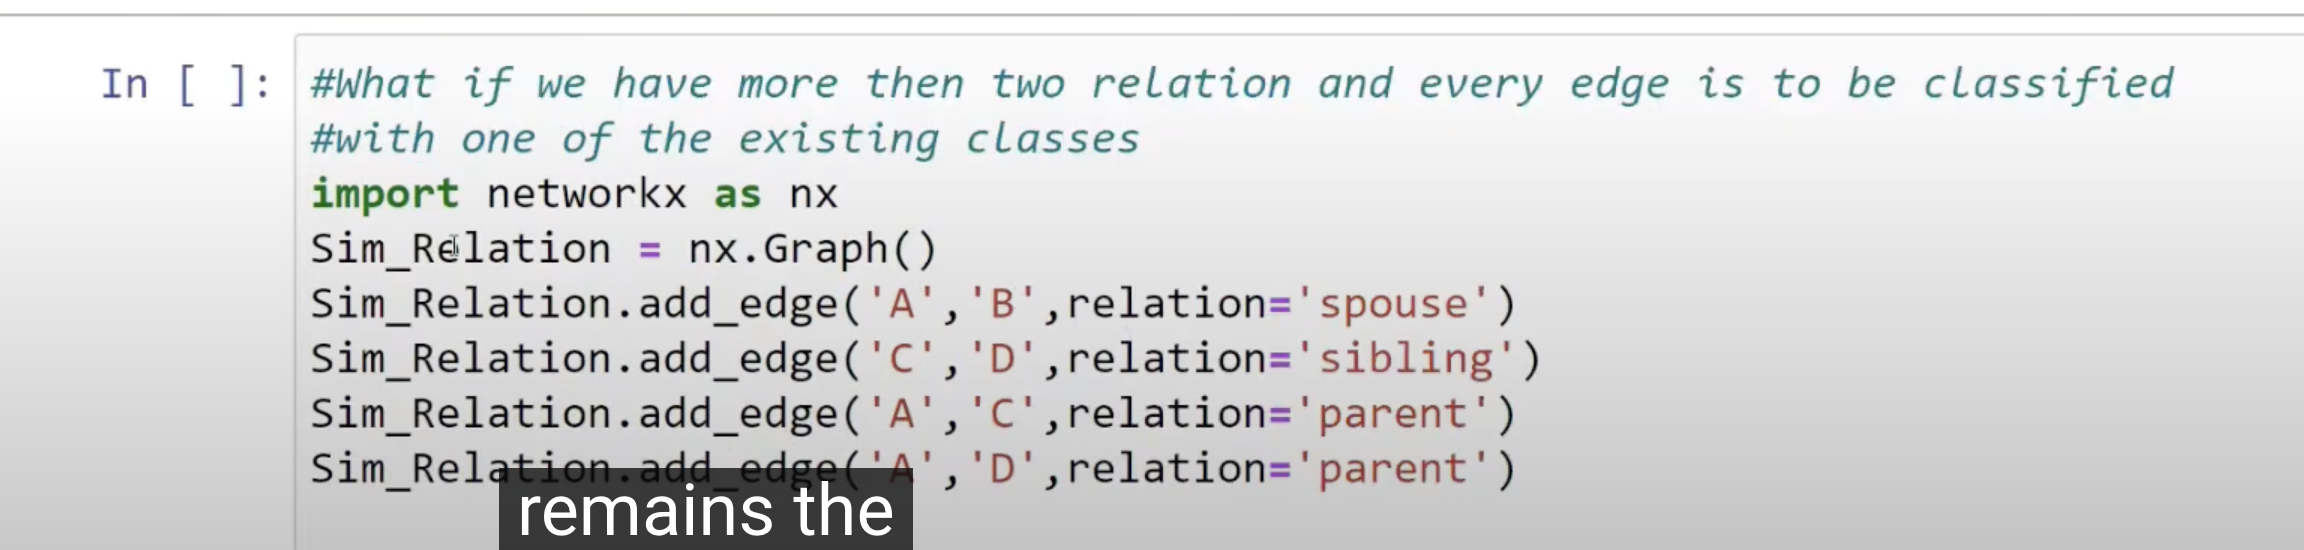 In [ ]:
#What if we have more then two relation and every edge is to be classified
#with one of the existing classes
import networkx as nx
Sim_Relation = nx.Graph()
Sim_Relation.add_edge('A','B',relation='spouse')
Sim_Relation.add_edge('C','D',relation='sibling')
Sim_Relation.add_edge('A','C',relation='parent')
Sim_Relation.add_edge('A','D',relation='parent')
remains the